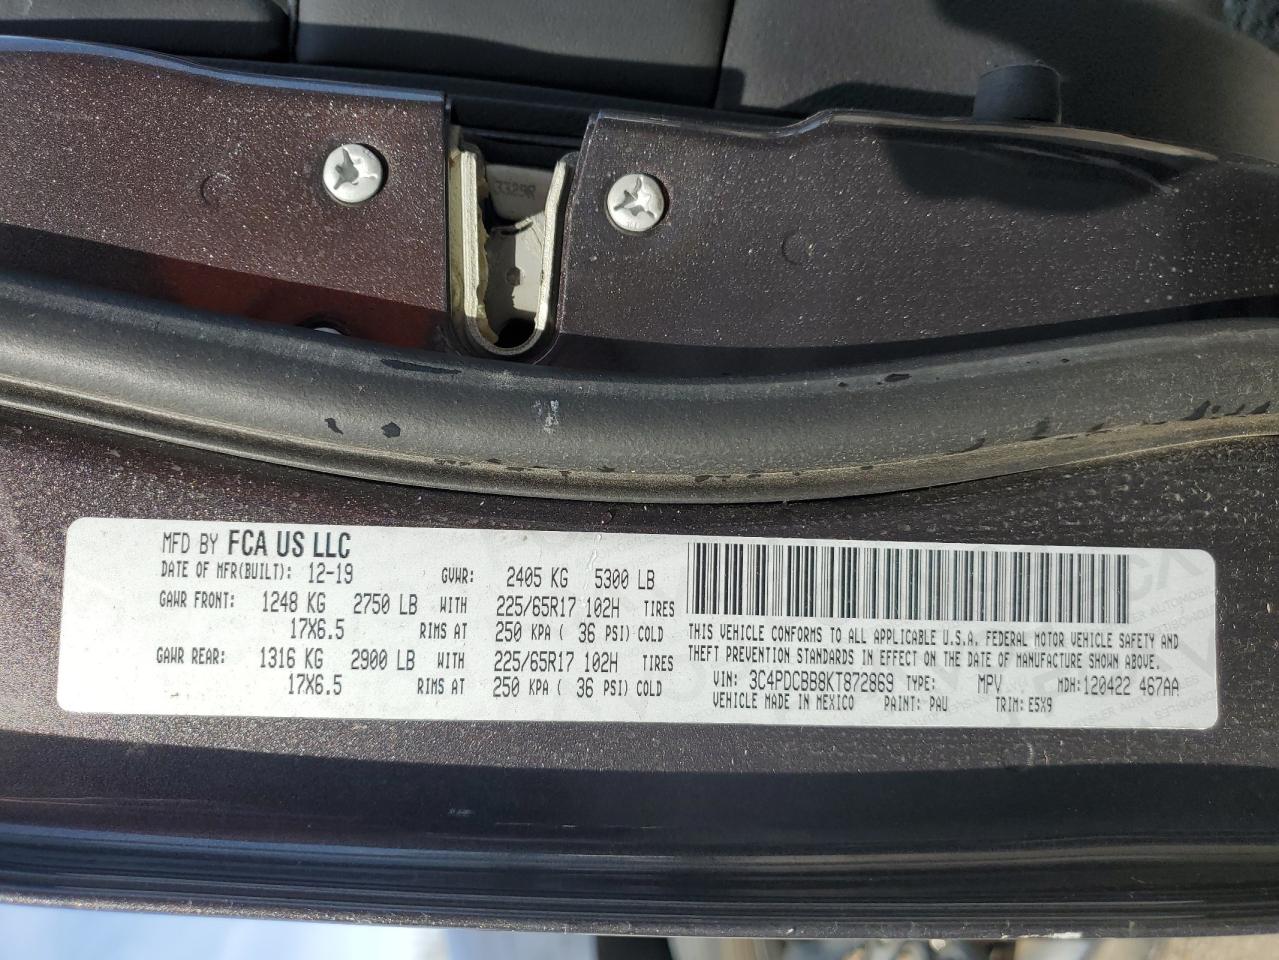 3329R
MFD BY FCA US LLC
DATE OF MFR(BUILT): 12-19 GVWR: 2405 KG 5300 LB
GAWR FRONT: 1248 KG 2750 LB WITH 225/65R17 102H TIRES
17X6.5 RIMS AT 250 KPA ( 36 PSI) COLD
GAWR REAR: 1316 KG 2900 LB WITH 225/65R17 102H TIRES
17X6.5 RIMS AT 250 KPA ( 36 PSI) COLD
THIS VEHICLE CONFORMS TO ALL APPLICABLE U.S.A. FEDERAL MOTOR VEHICLE SAFETY AND
THEFT PREVENTION STANDARDS IN EFFECT ON THE DATE OF MANUFACTURE SHOWN ABOVE.
VIN: 3C4PDCBB8KT872869 TYPE: MPV MDH:120422 467AA
VEHICLE MADE IN MEXICO PAINT: PAU TRIM: E5X9